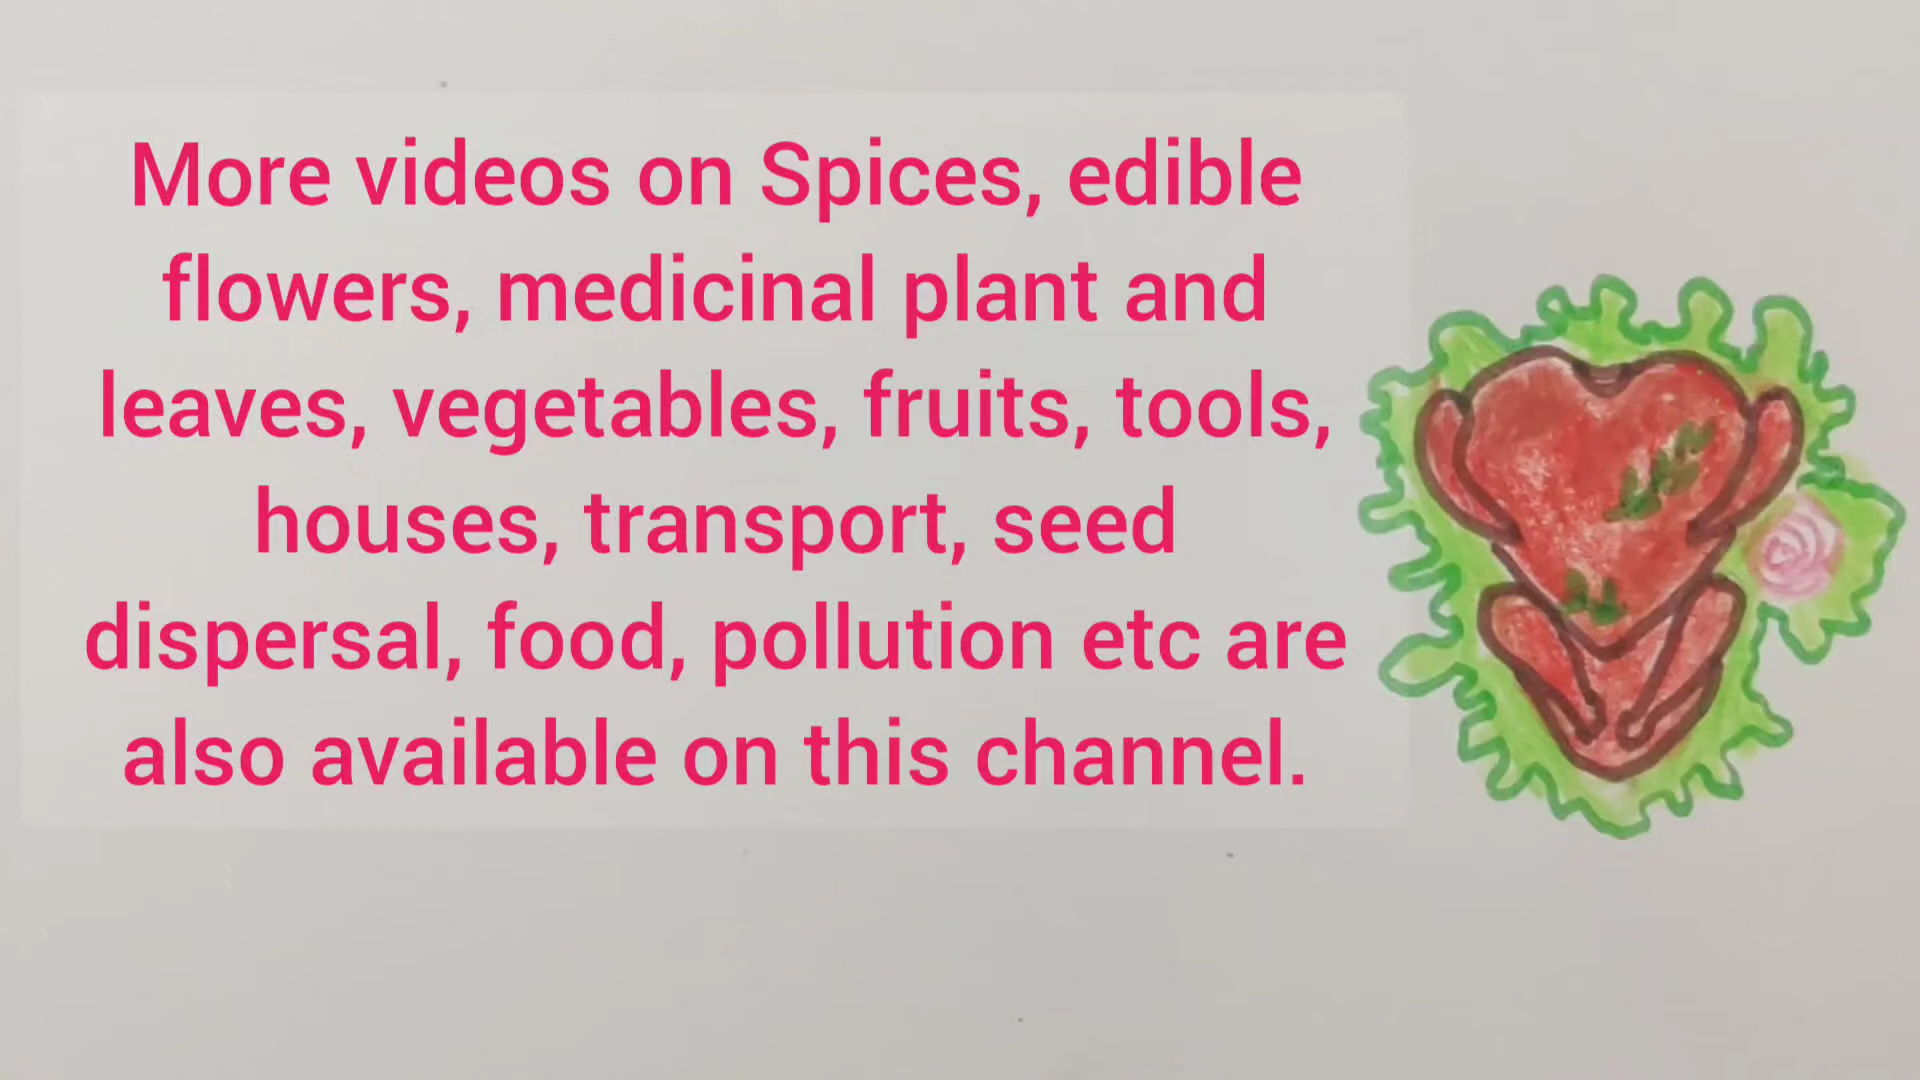 More videos on Spices, edible
flowers, medicinal plant and
leaves, vegetables, fruits, tools,
houses, transport, seed
dispersal, food, pollution etc are
also available on this channel.